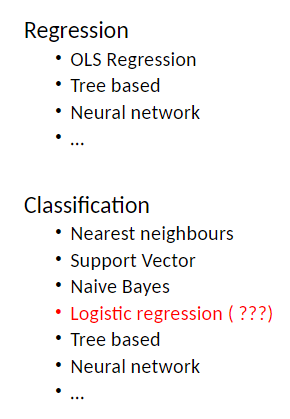 Regression
• OLS Regression
• Tree based
• Neural network
• ...
Classification
• Nearest neighbours
• Support Vector
• Naive Bayes
• Logistic regression ( ???)
• Tree based
• Neural network
• ...